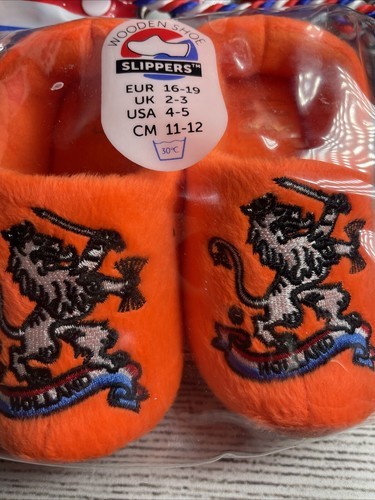 WOODEN SHOE
SLIPPERS™
EUR 16-19
UK 2-3
USA 4-5
CM 11-12
30°C
HOLLAND
HOLLAND